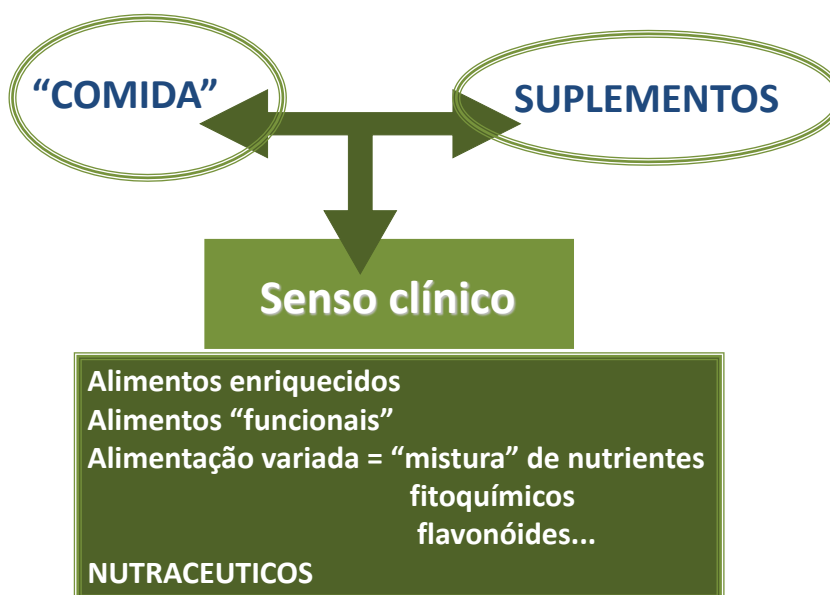 “COMIDA”
SUPLEMENTOS
Senso clínico
Alimentos enriquecidos
Alimentos “funcionais”
Alimentação variada = “mistura” de nutrientes
fitoquímicos
flavonóides...
NUTRACEUTICOS